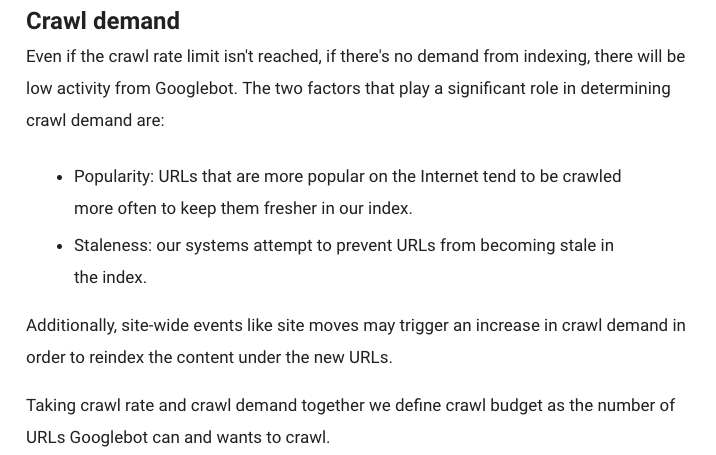 Crawl demand
Even if the crawl rate limit isn't reached, if there's no demand from indexing, there will be
low activity from Googlebot. The two factors that play a significant role in determining
crawl demand are:
• Popularity: URLs that are more popular on the Internet tend to be crawled
more often to keep them fresher in our index.
• Staleness: our systems attempt to prevent URLs from becoming stale in
the index.
Additionally, site-wide events like site moves may trigger an increase in crawl demand in
order to reindex the content under the new URLs.
Taking crawl rate and crawl demand together we define crawl budget as the number of
URLs Googlebot can and wants to crawl.